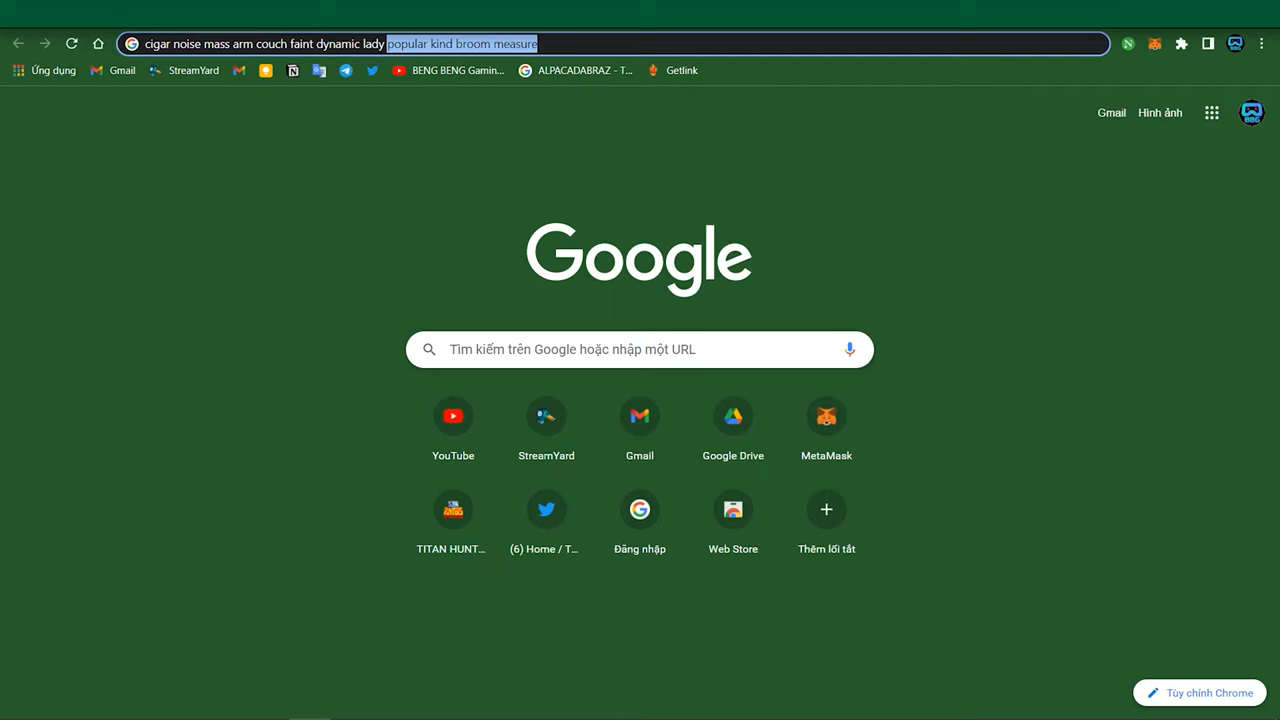 cigar noise mass arm couch faint dynamic lady popular kind broom measure
Ứng dụng Gmail StreamYard BENG BENG Gamin... ALPACADABRAZ - T... Getlink
Gmail Hình ảnh
BBG
Google
Tìm kiếm trên Google hoặc nhập một URL
YouTube StreamYard Gmail Google Drive MetaMask
TITAN HUNT... (6) Home / T... Đăng nhập Web Store Thêm lối tắt
Tùy chỉnh Chrome